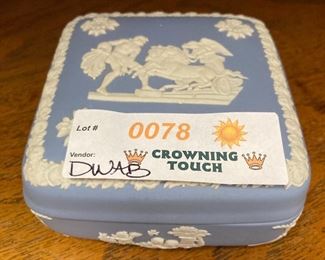 Lot # 0078
Vendor: DWAB CROWNING
TOUCH